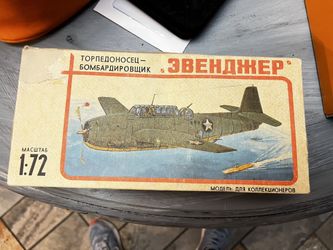 ТОРПЕДОНОСЕЦ—
БОМБАРДИРОВЩИК
"ЭВЕНДЖЕР"
МАСШТАБ
1:72
МОДЕЛЬ ДЛЯ КОЛЛЕКЦИОНЕРОВ